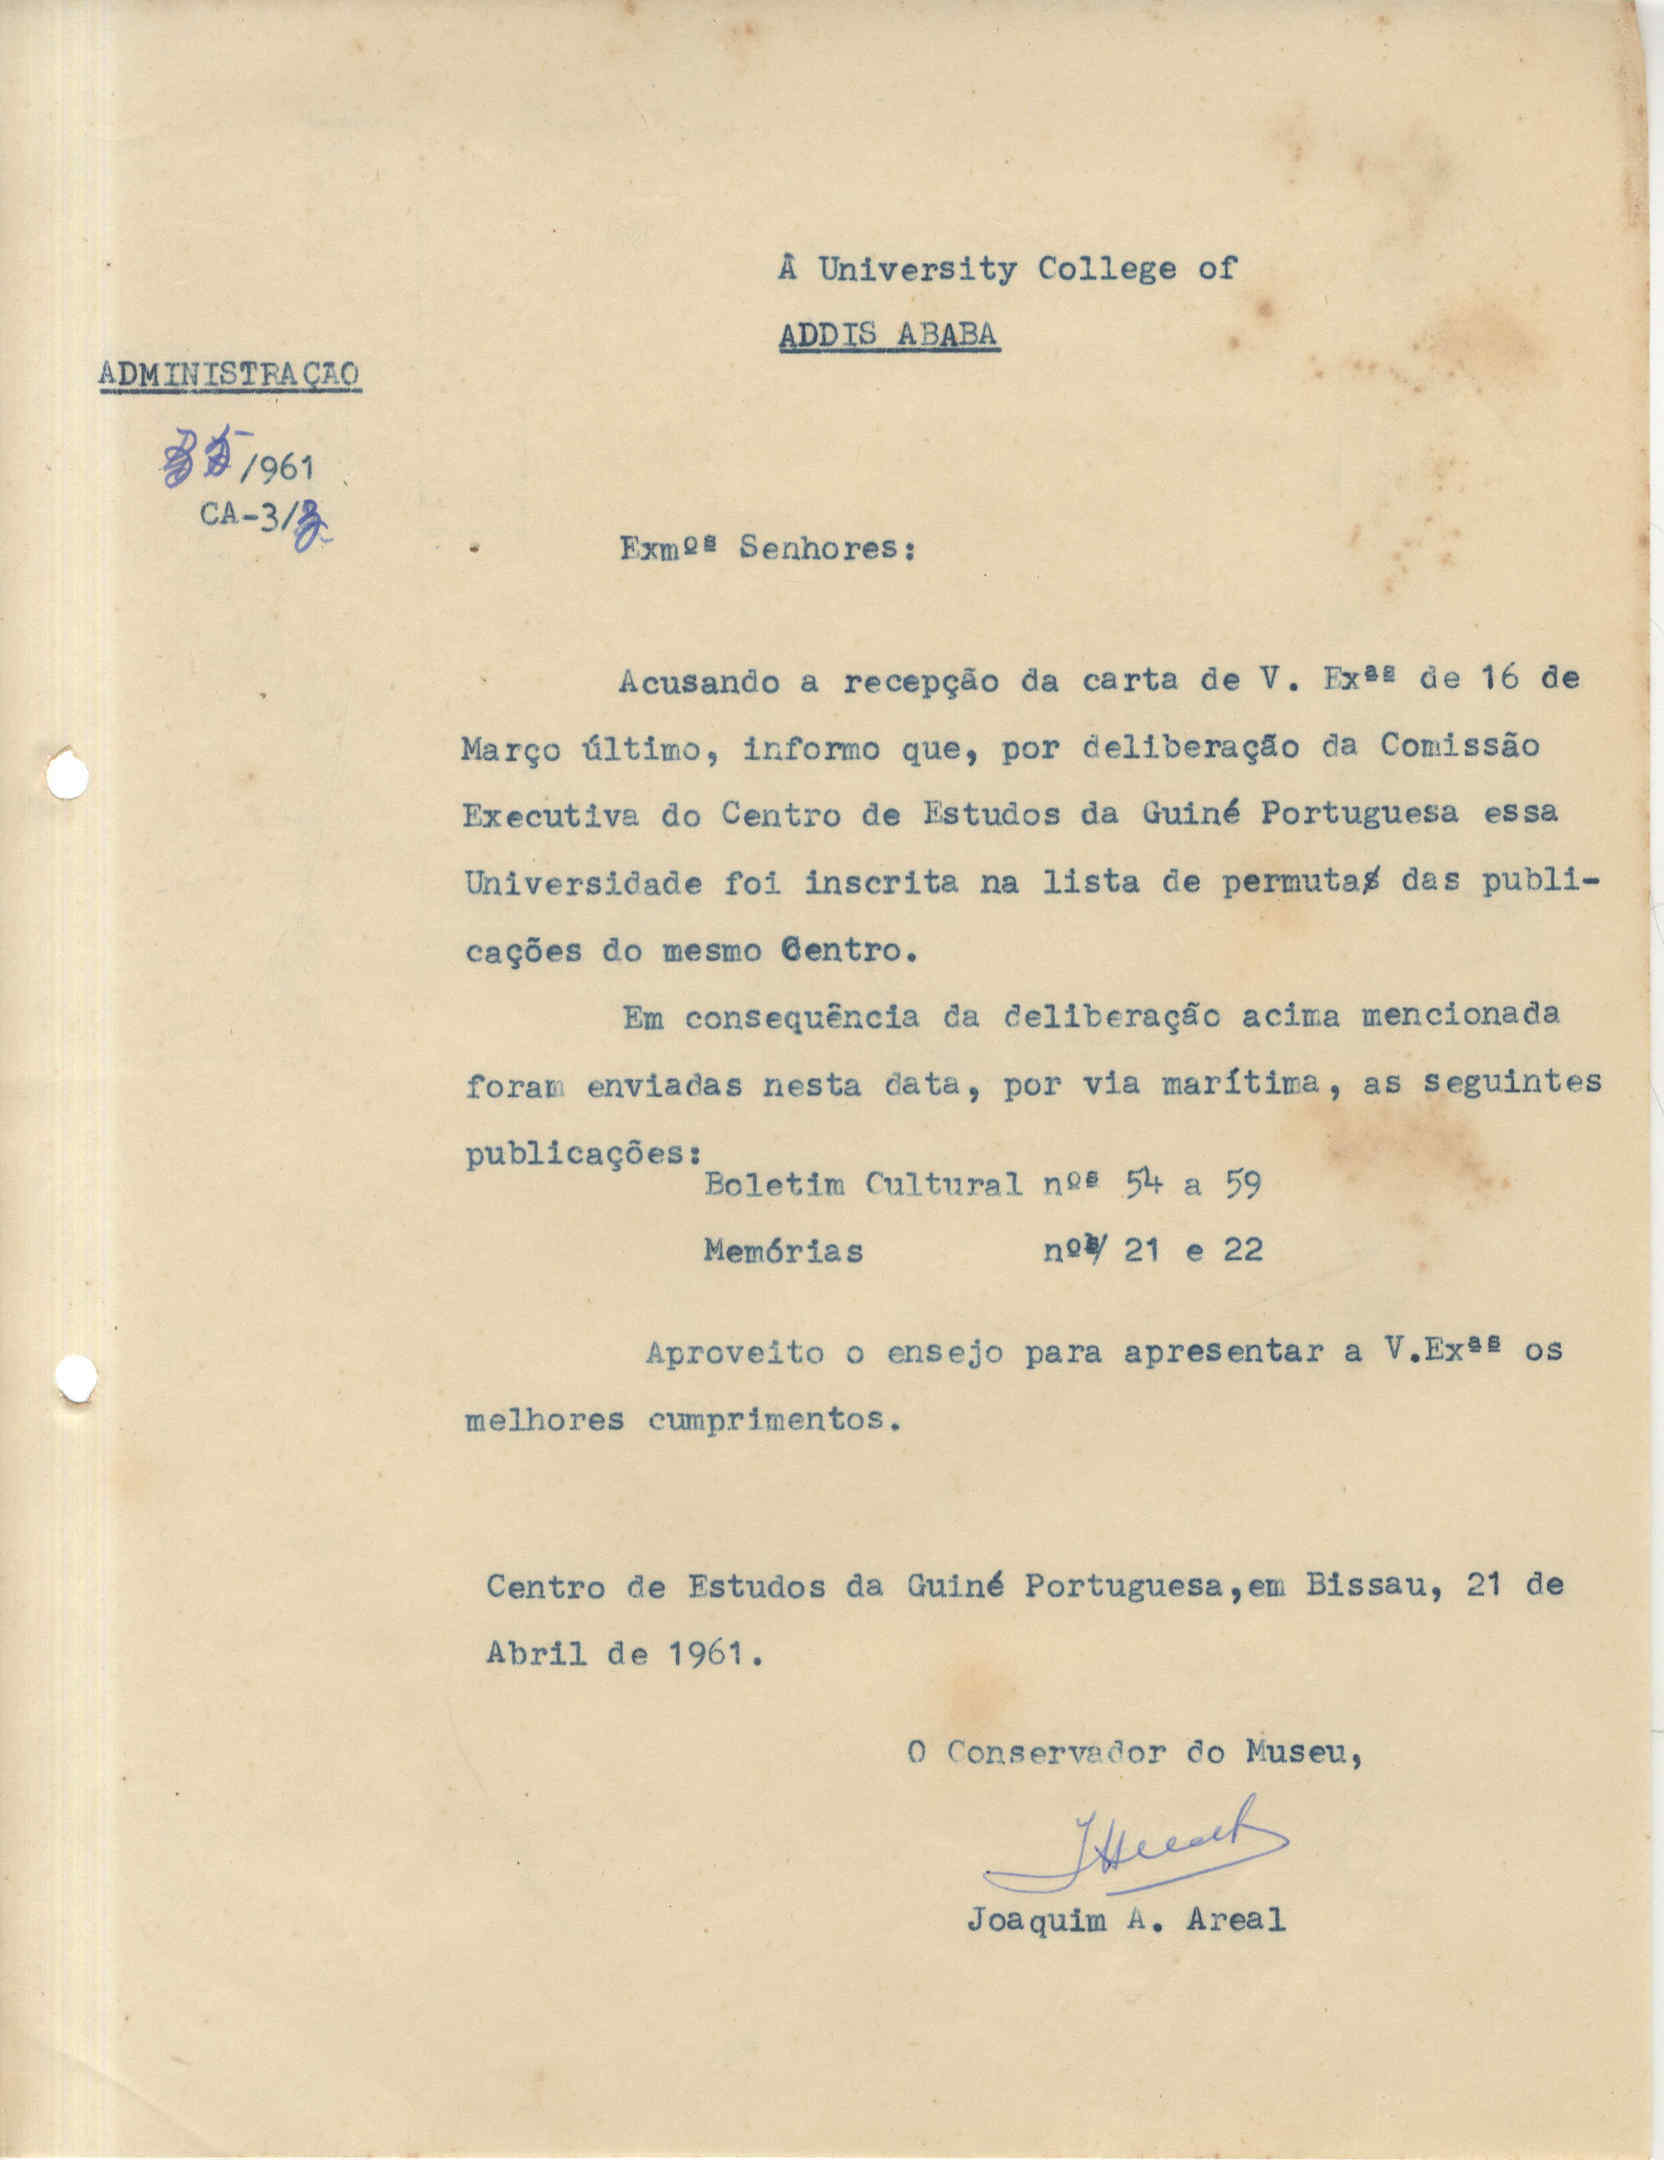 À University College of
ADDIS ABABA
ADMINISTRAÇAO
/961
CA-3/
Exmºˢ Senhores:
Acusando a recepção da carta de V. Exªˢ de 16 de
Março último, informo que, por deliberação da Comissão
Executiva do Centro de Estudos da Guiné Portuguesa essa
Universidade foi inscrita na lista de permutas das publi-
cações do mesmo Centro.
Em consequência da deliberação acima mencionada
foram enviadas nesta data, por via marítima, as seguintes
publicações:
Boletim Cultural nºˢ 54 a 59
Memórias nºˢ 21 e 22
Aproveito o ensejo para apresentar a V.Exªˢ os
melhores cumprimentos.
Centro de Estudos da Guiné Portuguesa,em Bissau, 21 de
Abril de 1961.
O Conservador do Museu,
Joaquim A. Areal